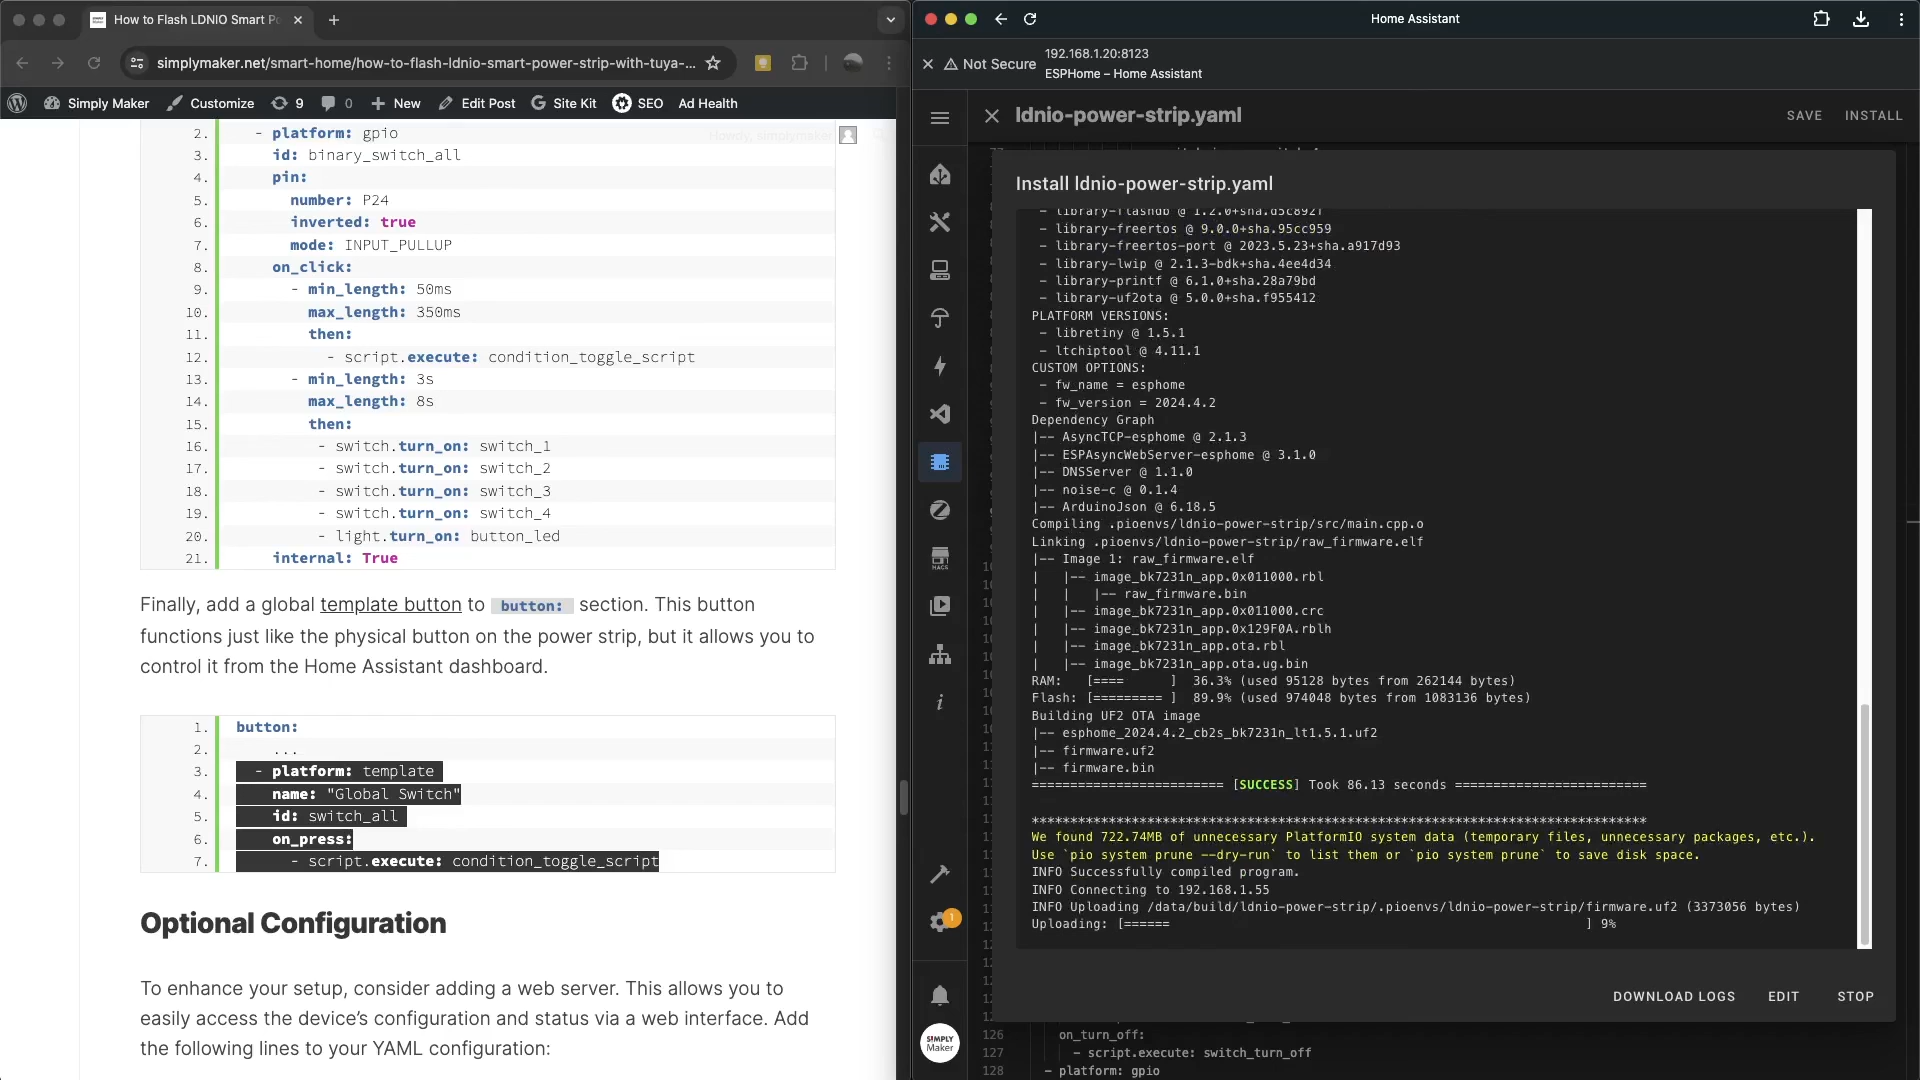 How to Flash LDNIO Smart P
Home Assistant
simplymaker.net/smart-home/how-to-flash-ldnio-smart-power-strip-with-tuya-...
Not Secure
192.168.1.20:8123
ESPHome – Home Assistant
Simply Maker
Customize
9
0
New
Edit Post
Site Kit
SEO
Ad Health
Howdy, simplymaker
2. - platform: gpio
3. id: binary_switch_all
4. pin:
5. number: P24
6. inverted: true
7. mode: INPUT_PULLUP
8. on_click:
9. - min_length: 50ms
10. max_length: 350ms
11. then:
12. - script.execute: condition_toggle_script
13. - min_length: 3s
14. max_length: 8s
15. then:
16. - switch.turn_on: switch_1
17. - switch.turn_on: switch_2
18. - switch.turn_on: switch_3
19. - switch.turn_on: switch_4
20. - light.turn_on: button_led
21. internal: True
Finally, add a global template button to button: section. This button
functions just like the physical button on the power strip, but it allows you to
control it from the Home Assistant dashboard.
1. button:
2. ...
3. - platform: template
4. name: "Global Switch"
5. id: switch_all
6. on_press:
7. - script.execute: condition_toggle_script
Optional Configuration
To enhance your setup, consider adding a web server. This allows you to
easily access the device’s configuration and status via a web interface. Add
the following lines to your YAML configuration:
HACS
1
SIMPLY
Maker
ldnio-power-strip.yaml
SAVE
INSTALL
Install ldnio-power-strip.yaml
- library-flashdb @ 1.2.0+sha.d5c892f
- library-freertos @ 9.0.0+sha.95cc959
- library-freertos-port @ 2023.5.23+sha.a917d93
- library-lwip @ 2.1.3-bdk+sha.4ee4d34
- library-printf @ 6.1.0+sha.28a79bd
- library-uf2ota @ 5.0.0+sha.f955412
PLATFORM VERSIONS:
- libretiny @ 1.5.1
- ltchiptool @ 4.11.1
CUSTOM OPTIONS:
- fw_name = esphome
- fw_version = 2024.4.2
Dependency Graph
|-- AsyncTCP-esphome @ 2.1.3
|-- ESPAsyncWebServer-esphome @ 3.1.0
|-- DNSServer @ 1.1.0
|-- noise-c @ 0.1.4
|-- ArduinoJson @ 6.18.5
Compiling .pioenvs/ldnio-power-strip/src/main.cpp.o
Linking .pioenvs/ldnio-power-strip/raw_firmware.elf
|-- Image 1: raw_firmware.elf
| |-- image_bk7231n_app.0x011000.rbl
| | |-- raw_firmware.bin
| |-- image_bk7231n_app.0x011000.crc
| |-- image_bk7231n_app.0x129F0A.rblh
| |-- image_bk7231n_app.ota.rbl
| |-- image_bk7231n_app.ota.ug.bin
RAM: [==== ] 36.3% (used 95128 bytes from 262144 bytes)
Flash: [========= ] 89.9% (used 974048 bytes from 1083136 bytes)
Building UF2 OTA image
|-- esphome_2024.4.2_cb2s_bk7231n_lt1.5.1.uf2
|-- firmware.uf2
|-- firmware.bin
========================= [SUCCESS] Took 86.13 seconds =========================
********************************************************************************
We found 722.74MB of unnecessary PlatformIO system data (temporary files, unnecessary packages, etc.).
Use `pio system prune --dry-run` to list them or `pio system prune` to save disk space.
INFO Successfully compiled program.
INFO Connecting to 192.168.1.55
INFO Uploading /data/build/ldnio-power-strip/.pioenvs/ldnio-power-strip/firmware.uf2 (3373056 bytes)
Uploading: [====== ] 9%
DOWNLOAD LOGS
EDIT
STOP
126 on_turn_off:
127 - script.execute: switch_turn_off
128 - platform: gpio